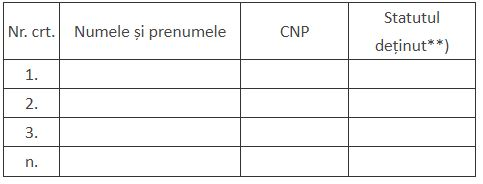 Nr. crt. Numele și prenumele CNP Statutul
deținut**)
1.
2.
3.
n.